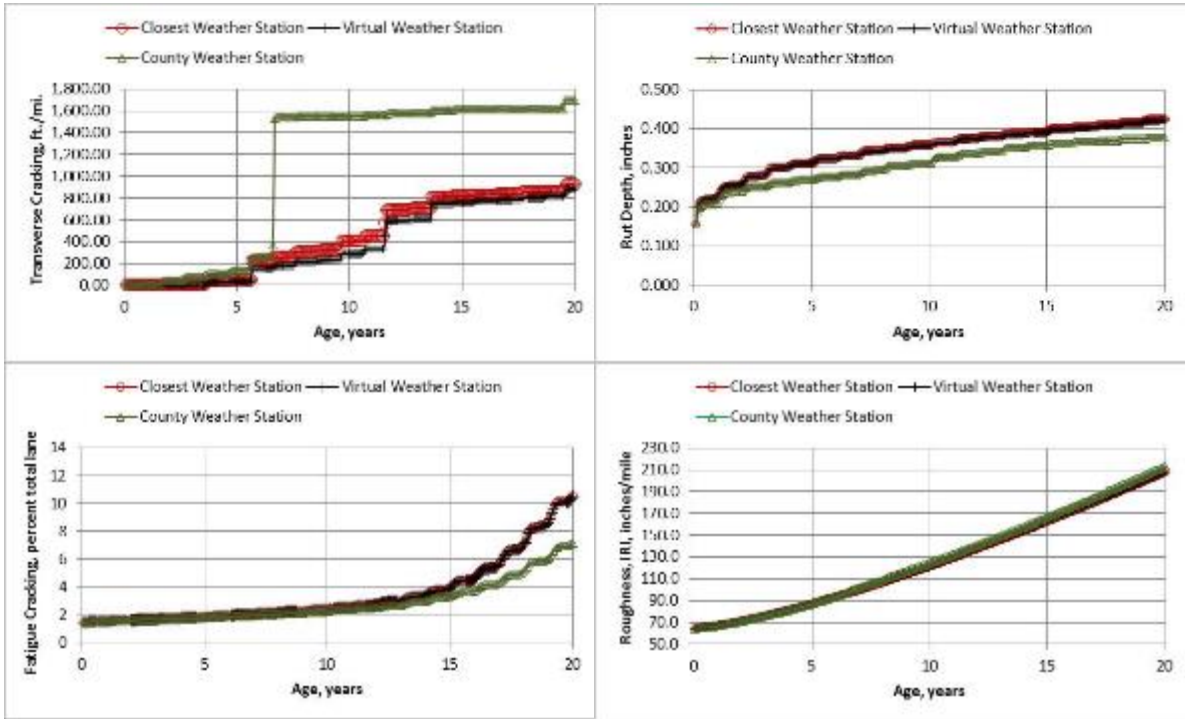 Closest Weather Station Virtual Weather Station
County Weather Station
Transverse Cracking, ft./mi.
1,800.00
1,600.00
1,400.00
1,200.00
1,000.00
800.00
600.00
400.00
200.00
0.00
0 5 10 15 20
Age, years
Closest Weather Station Virtual Weather Station
County Weather Station
Rut Depth, inches
0.500
0.400
0.300
0.200
0.100
0.000
0 5 10 15 20
Age, years
Closest Weather Station Virtual Weather Station
County Weather Station
Fatigue Cracking, percent total lane
14
12
10
8
6
4
2
0
0 5 10 15 20
Age, years
Closest Weather Station Virtual Weather Station
County Weather Station
Roughness, IRI, inches/mile
230.0
210.0
190.0
170.0
150.0
130.0
110.0
90.0
70.0
50.0
0 5 10 15 20
Age, years